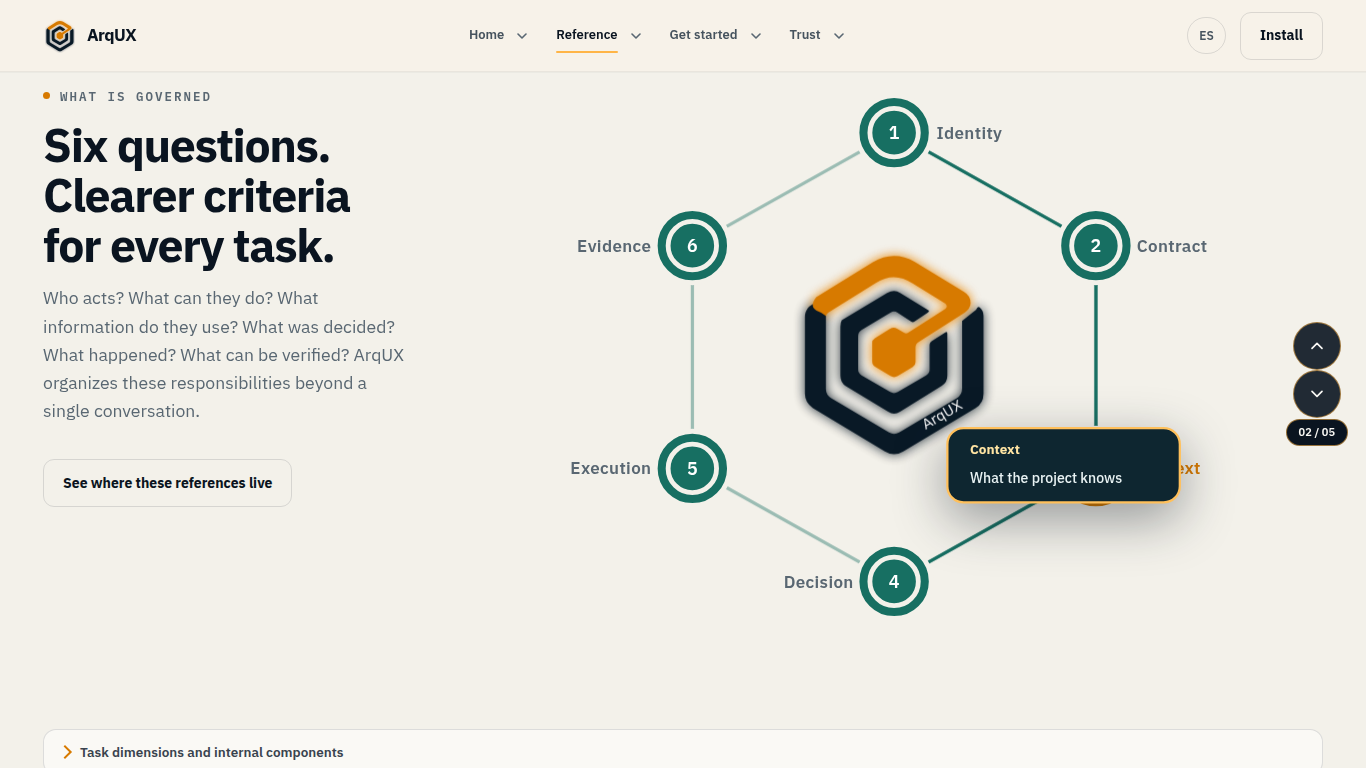 ArqUX
Home
Reference
Get started
Trust
ES
Install
WHAT IS GOVERNED
Six questions.
Clearer criteria
for every task.
Who acts? What can they do? What
information do they use? What was decided?
What happened? What can be verified? ArqUX
organizes these responsibilities beyond a
single conversation.
See where these references live
1
Identity
2
Contract
Evidence
6
ArqUX
Context
What the project knows
ext
Execution
5
Decision
4
02 / 05
Task dimensions and internal components